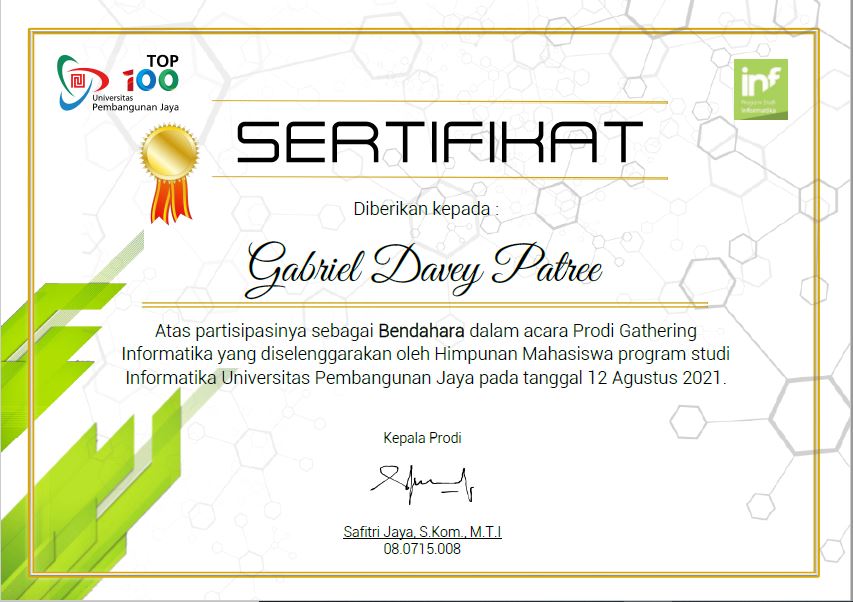 TOP
100
Universitas
Pembangunan Jaya
inf
Program Studi
Informatika
SERTIFIKAT
Diberikan kepada :
Gabriel Davey Patree
Atas partisipasinya sebagai Bendahara dalam acara Prodi Gathering
Informatika yang diselenggarakan oleh Himpunan Mahasiswa program studi
Informatika Universitas Pembangunan Jaya pada tanggal 12 Agustus 2021.
Kepala Prodi
Safitri Jaya, S.Kom., M.T.I
08.0715.008